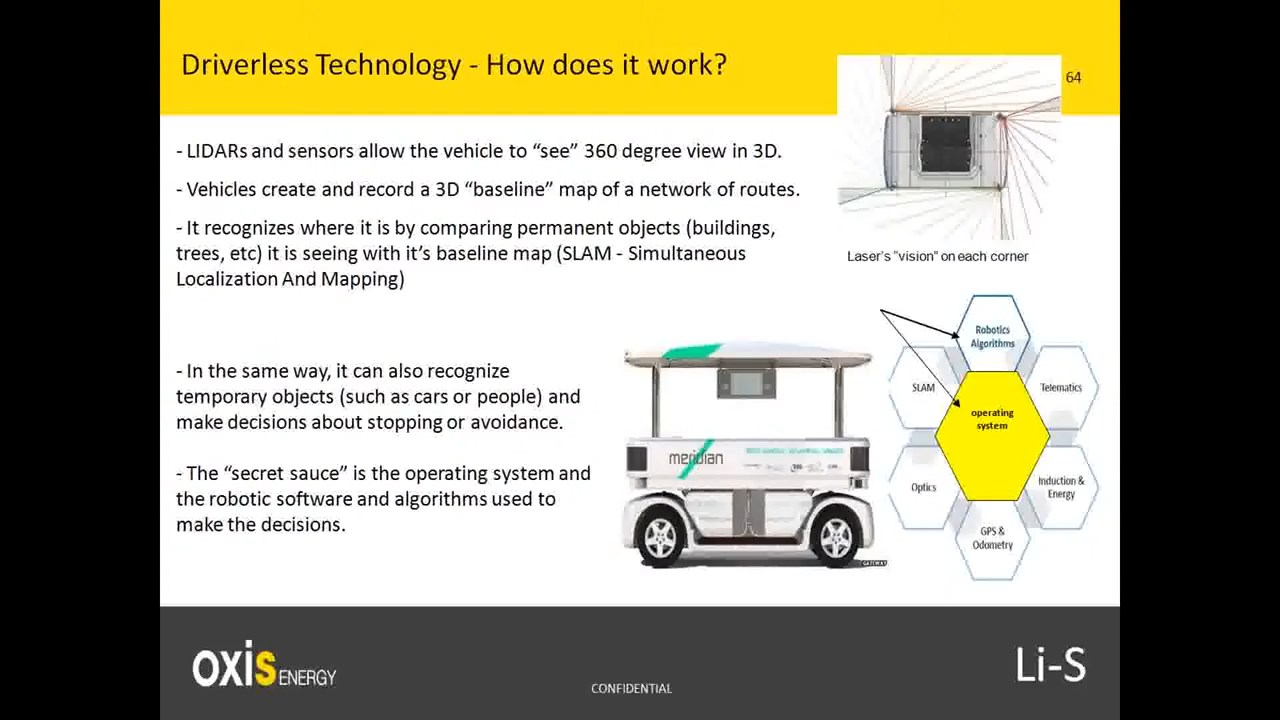 Driverless Technology - How does it work?
64
- LIDARs and sensors allow the vehicle to “see” 360 degree view in 3D.
- Vehicles create and record a 3D “baseline” map of a network of routes.
- It recognizes where it is by comparing permanent objects (buildings,
trees, etc) it is seeing with it’s baseline map (SLAM - Simultaneous
Localization And Mapping)
Laser's "vision" on each corner
- In the same way, it can also recognize
temporary objects (such as cars or people) and
make decisions about stopping or avoidance.
- The “secret sauce” is the operating system and
the robotic software and algorithms used to
make the decisions.
meridian
GATEWAY
Robotics
Algorithms
SLAM
Telematics
operating
system
Optics
Induction &
Energy
GPS &
Odometry
OXIS ENERGY
CONFIDENTIAL
Li-S